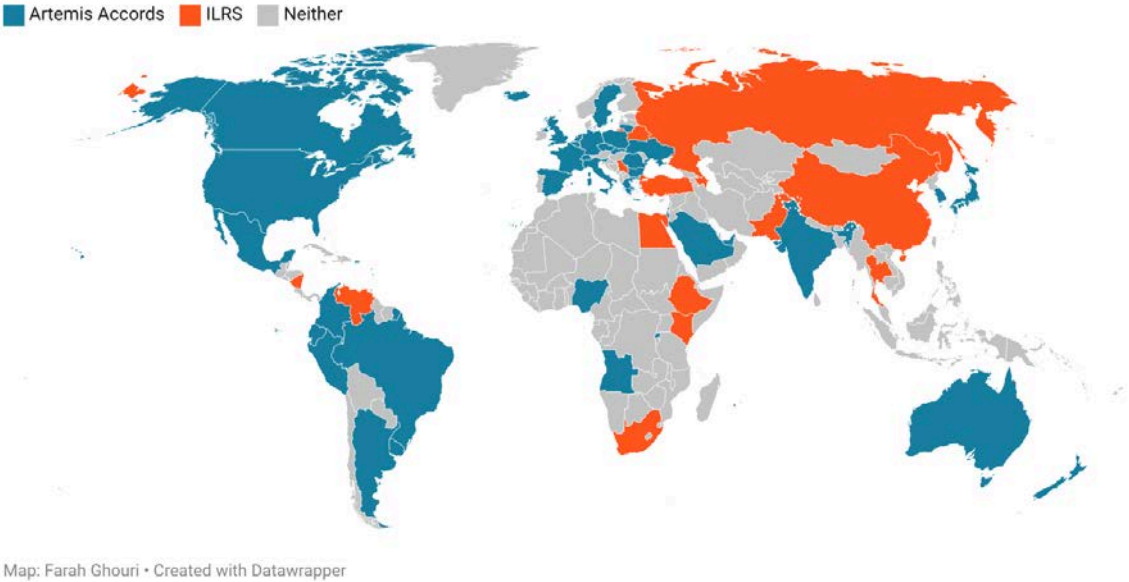 Artemis Accords ILRS Neither
Map: Farah Ghouri • Created with Datawrapper